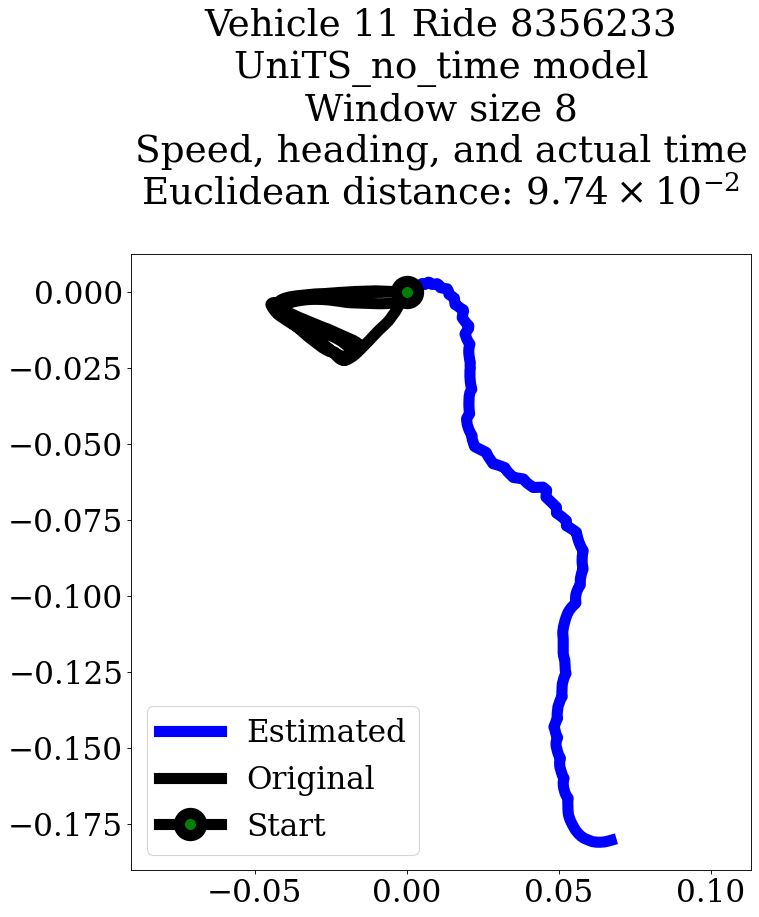 Vehicle 11 Ride 8356233
UniTS_no_time model
Window size 8
Speed, heading, and actual time
Euclidean distance: 9.74 × 10⁻²
0.000
−0.025
−0.050
−0.075
−0.100
−0.125
−0.150
−0.175
Estimated
Original
Start
−0.05
0.00
0.05
0.10